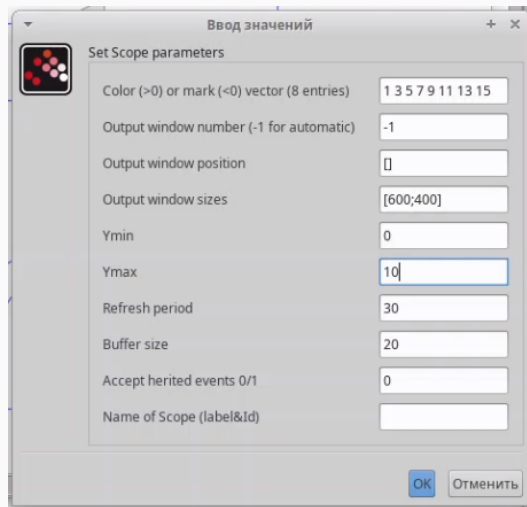 Ввод значений
Set Scope parameters
Color (>0) or mark (<0) vector (8 entries) 1 3 5 7 9 11 13 15
Output window number (-1 for automatic) -1
Output window position []
Output window sizes [600;400]
Ymin 0
Ymax 10
Refresh period 30
Buffer size 20
Accept herited events 0/1 0
Name of Scope (label&Id)
OK Отменить